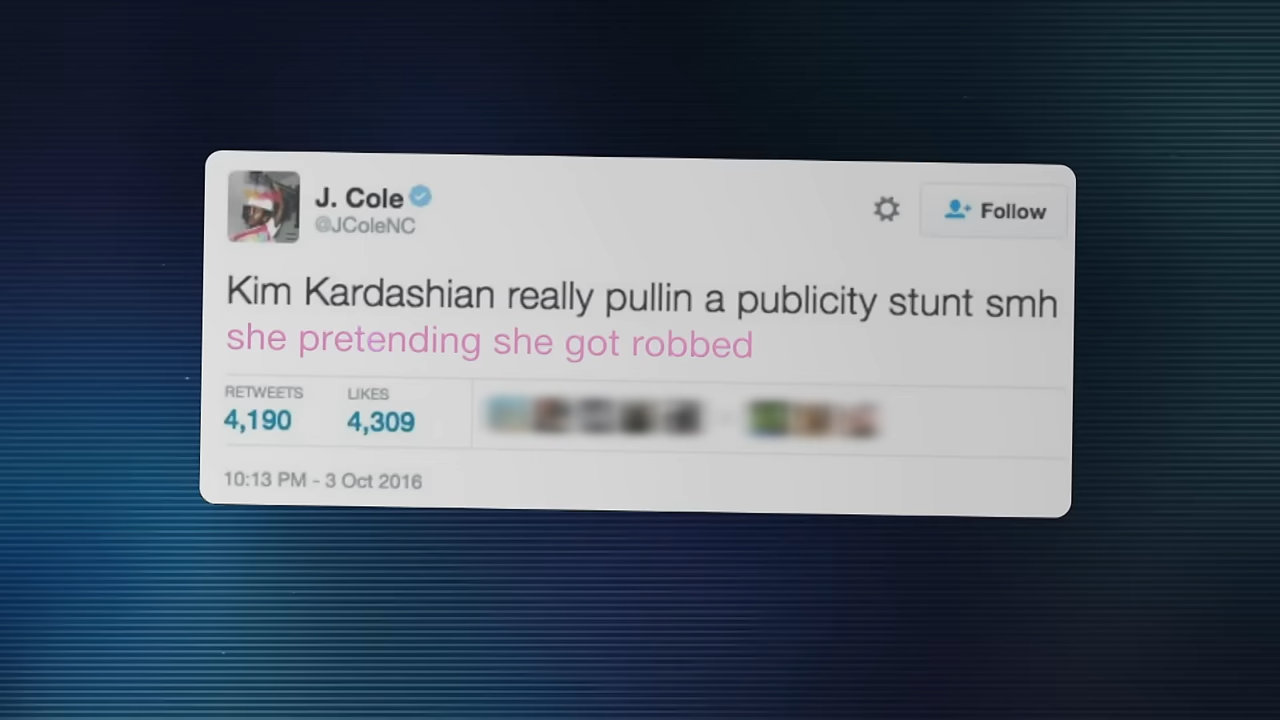 J. Cole
@JColeNC
Follow
Kim Kardashian really pullin a publicity stunt smh
she pretending she got robbed
RETWEETS LIKES
4,190 4,309
10:13 PM - 3 Oct 2016